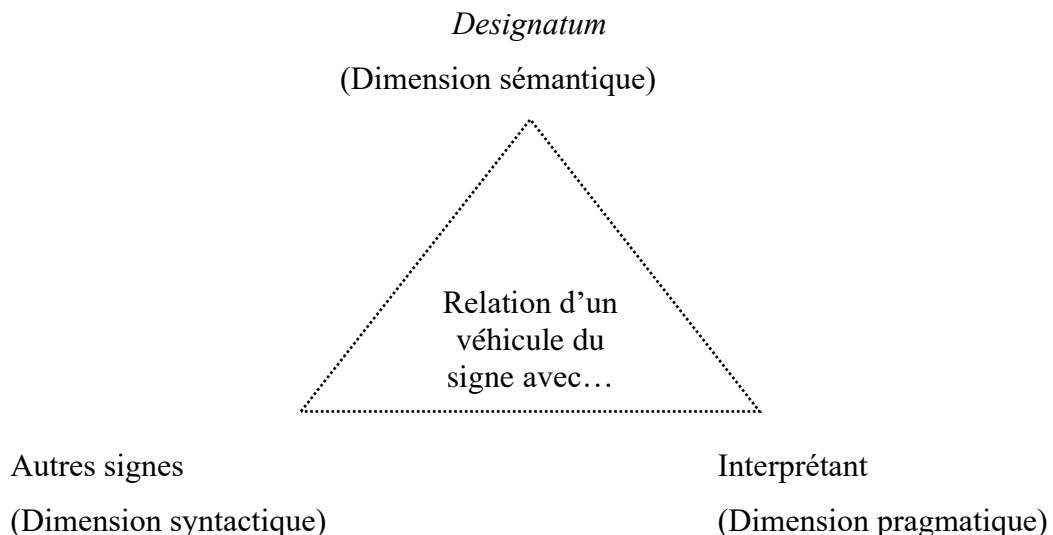 Designatum
(Dimension sémantique)
Relation d’un
véhicule du
signe avec…
Autres signes
Interprétant
(Dimension syntactique)
(Dimension pragmatique)